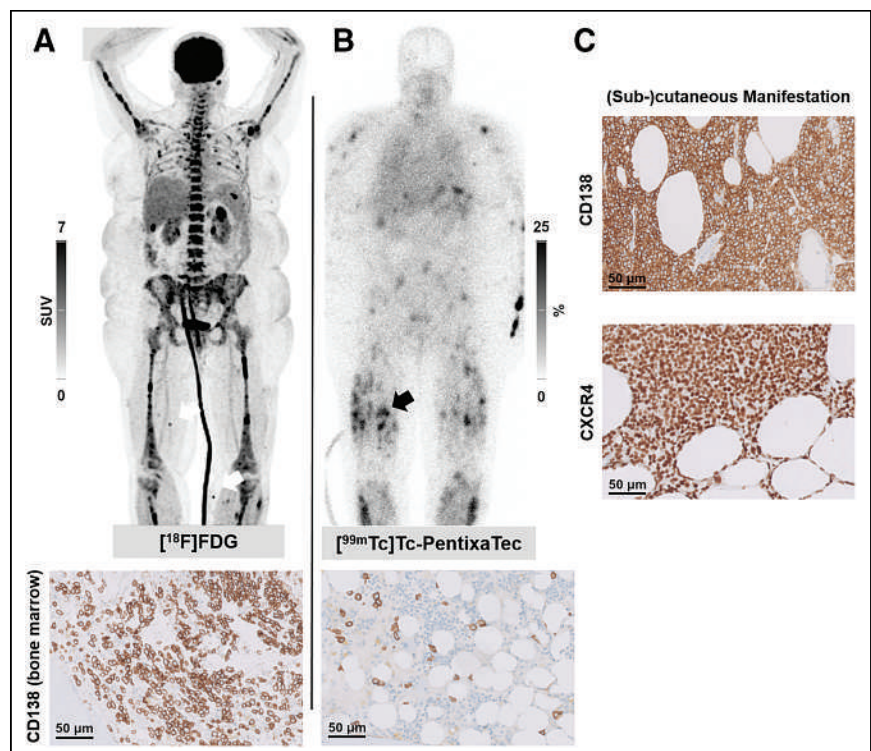 A
B
C
(Sub-)cutaneous Manifestation
CD138
50 µm
7
SUV
0
25
%
0
CXCR4
50 µm
[¹⁸F]FDG
[⁹⁹ᵐTc]Tc-PentixaTec
CD138 (bone marrow)
50 µm
50 µm